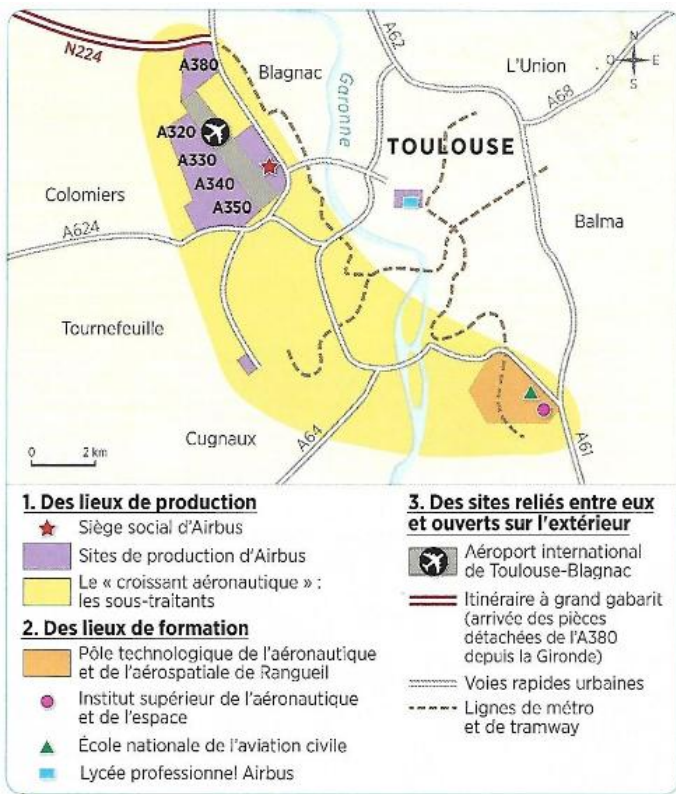 N224
A380
Blagnac
Garonne
A62
L'Union
N
O
E
S
A68
A320
TOULOUSE
A330
A340
Colomiers
A350
Balma
A624
Tournefeuille
Cugnaux
A64
A61
0 2 km
1. Des lieux de production
Siège social d'Airbus
Sites de production d'Airbus
Le « croissant aéronautique » :
les sous-traitants
2. Des lieux de formation
Pôle technologique de l'aéronautique
et de l'aérospatiale de Rangueil
Institut supérieur de l'aéronautique
et de l'espace
École nationale de l'aviation civile
Lycée professionnel Airbus
3. Des sites reliés entre eux
et ouverts sur l'extérieur
Aéroport international
de Toulouse-Blagnac
Itinéraire à grand gabarit
(arrivée des pièces
détachées de l'A380
depuis la Gironde)
Voies rapides urbaines
Lignes de métro
et de tramway